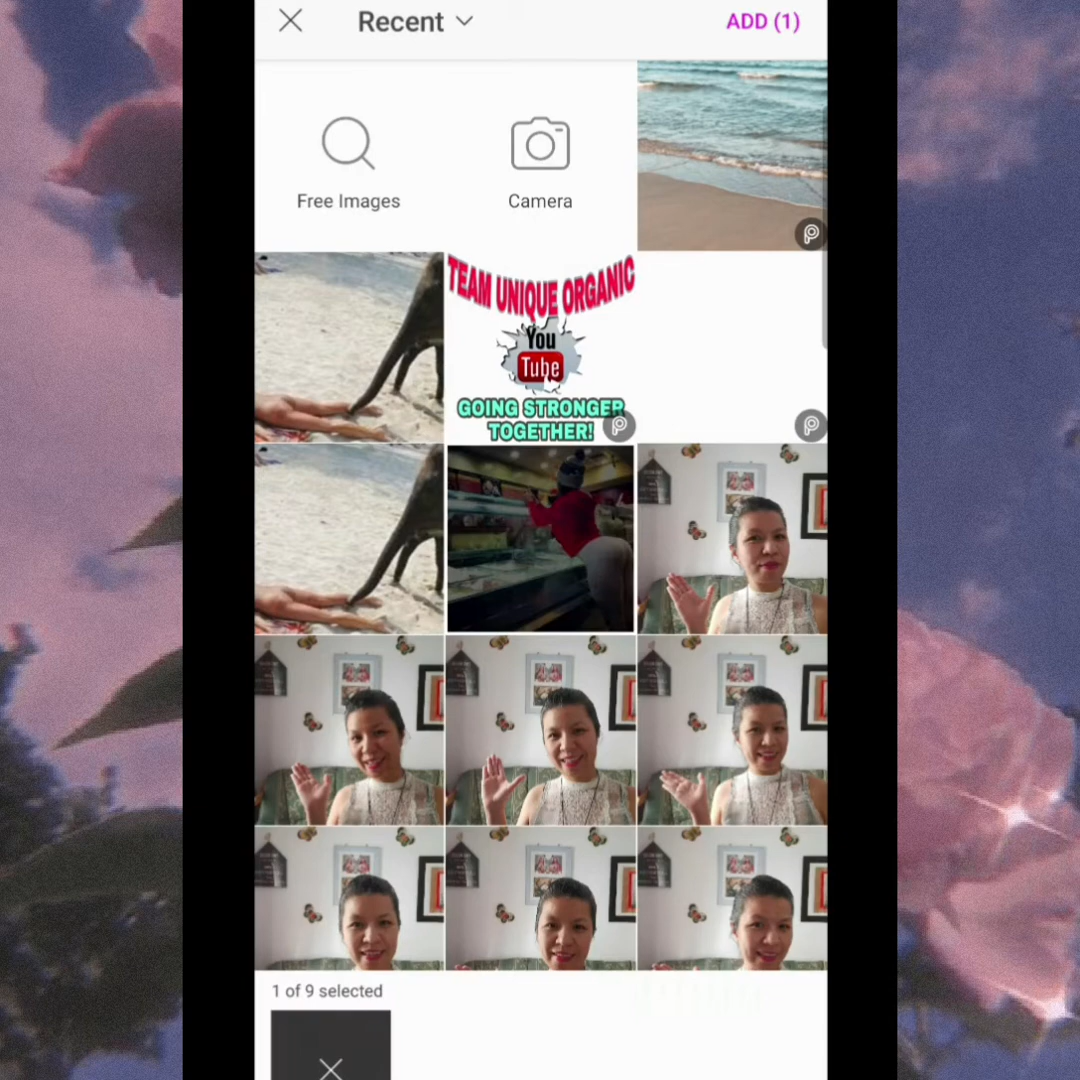 Recent
ADD (1)
Free Images
Camera
TEAM UNIQUE ORGANIC
You
Tube
GOING STRONGER
TOGETHER!
1 of 9 selected